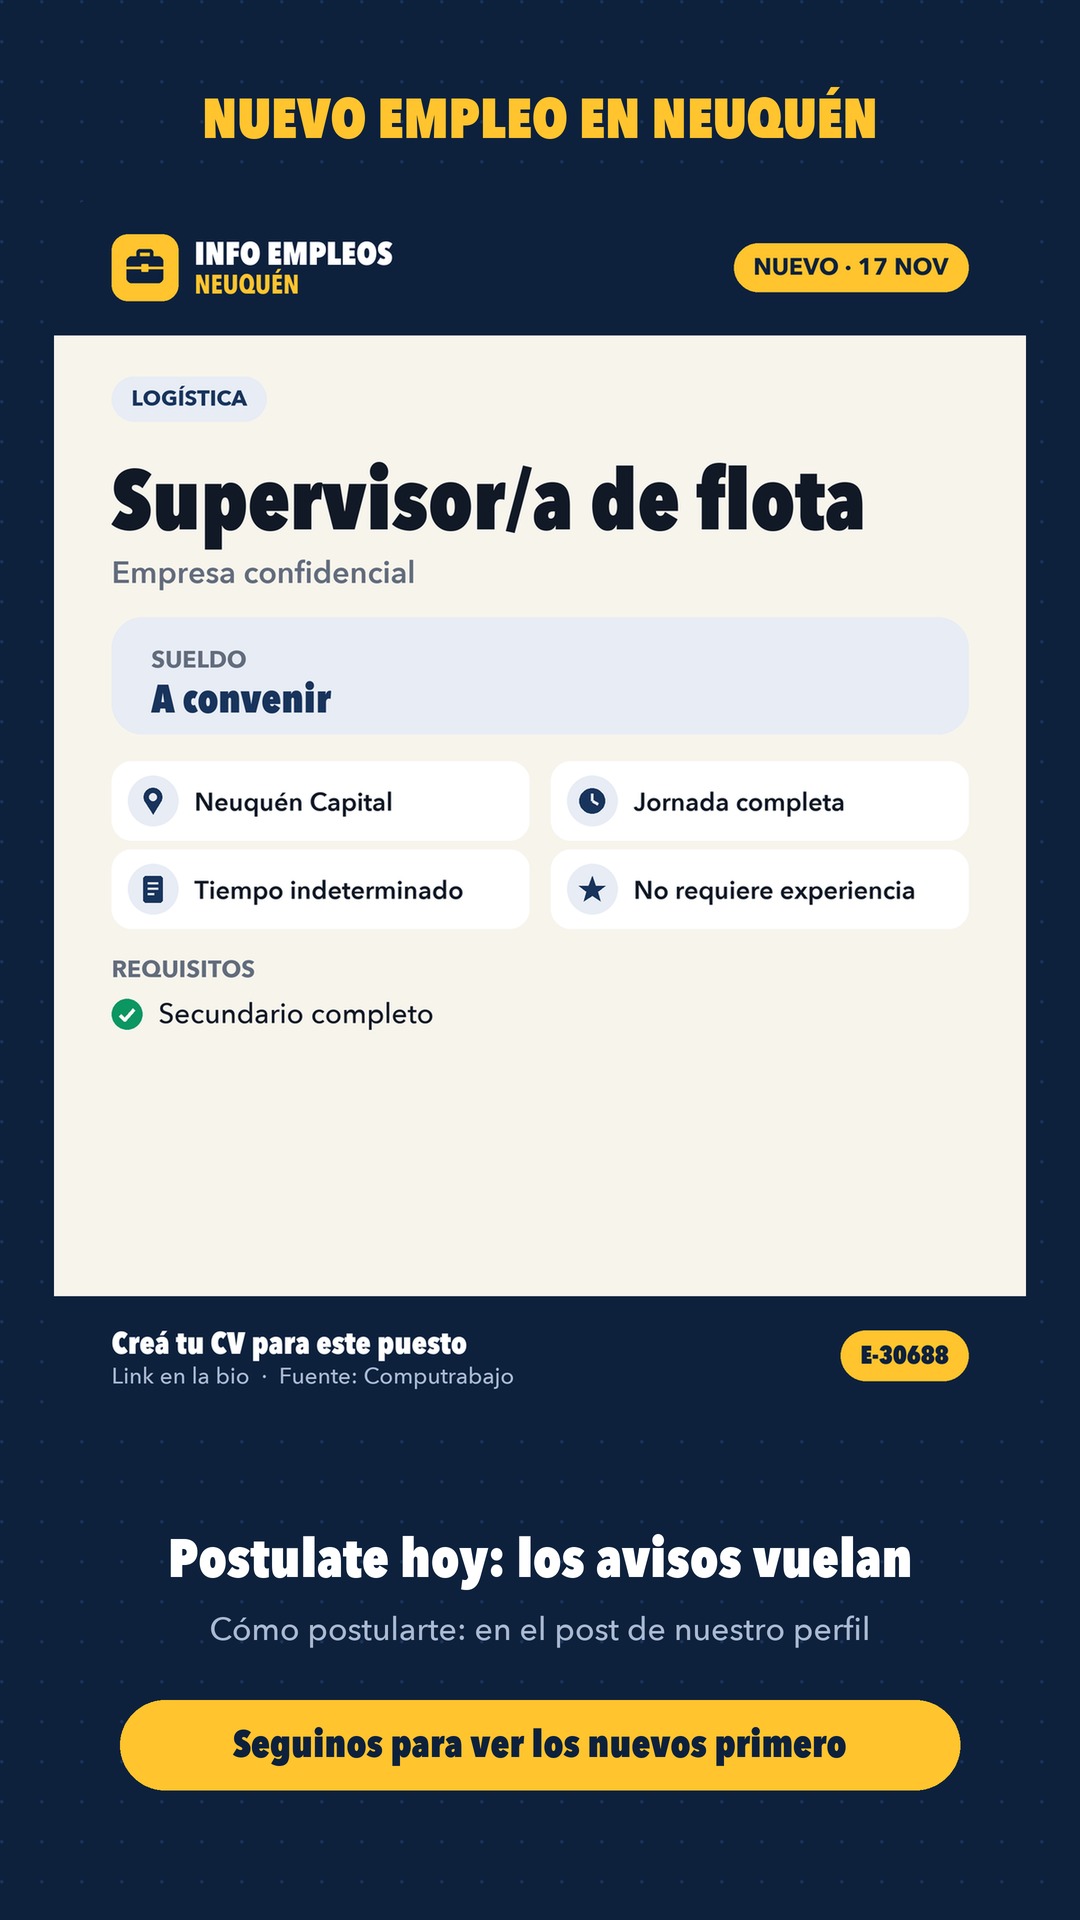 NUEVO EMPLEO EN NEUQUÉN
INFO EMPLEOS
NEUQUÉN
NUEVO · 17 NOV
LOGÍSTICA
Supervisor/a de flota
Empresa confidencial
SUELDO
A convenir
Neuquén Capital
Jornada completa
Tiempo indeterminado
No requiere experiencia
REQUISITOS
Secundario completo
Creá tu CV para este puesto
Link en la bio · Fuente: Computrabajo
E-30688
Postulate hoy: los avisos vuelan
Cómo postularte: en el post de nuestro perfil
Seguinos para ver los nuevos primero